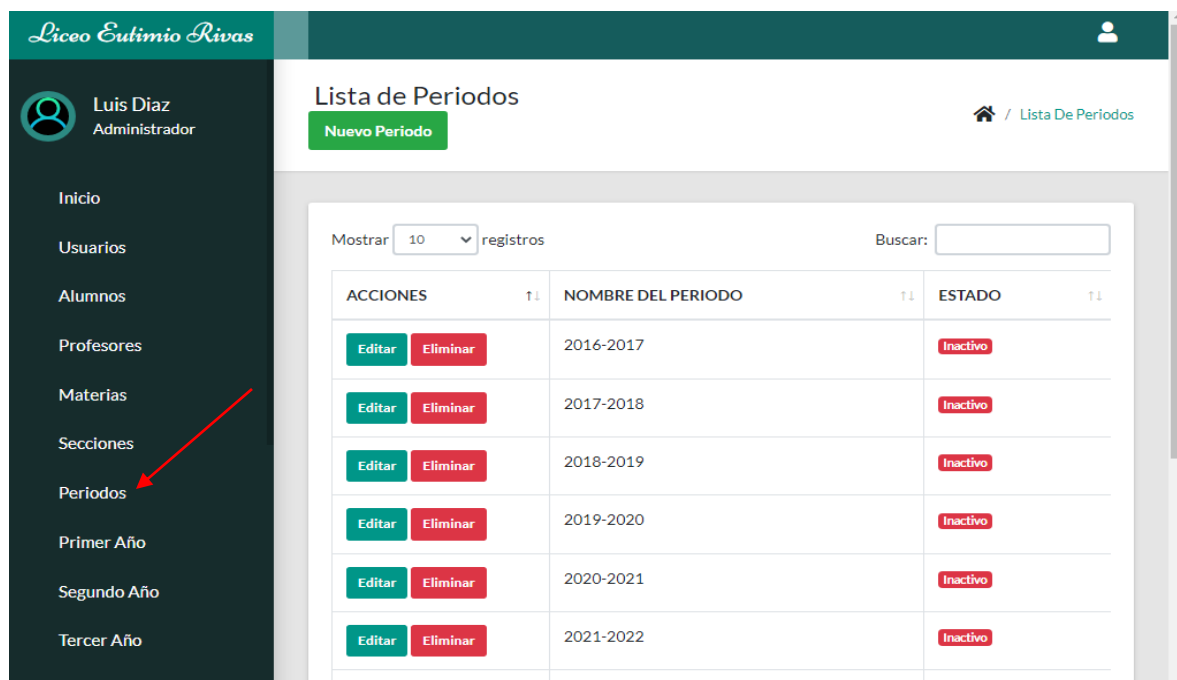 Liceo Eutimio Rivas
Luis Diaz
Administrador
Inicio
Usuarios
Alumnos
Profesores
Materias
Secciones
Periodos
Primer Año
Segundo Año
Tercer Año
Lista de Periodos
Nuevo Periodo
/ Lista De Periodos
Mostrar 10 registros Buscar:
ACCIONES NOMBRE DEL PERIODO ESTADO
Editar Eliminar 2016-2017 Inactivo
Editar Eliminar 2017-2018 Inactivo
Editar Eliminar 2018-2019 Inactivo
Editar Eliminar 2019-2020 Inactivo
Editar Eliminar 2020-2021 Inactivo
Editar Eliminar 2021-2022 Inactivo